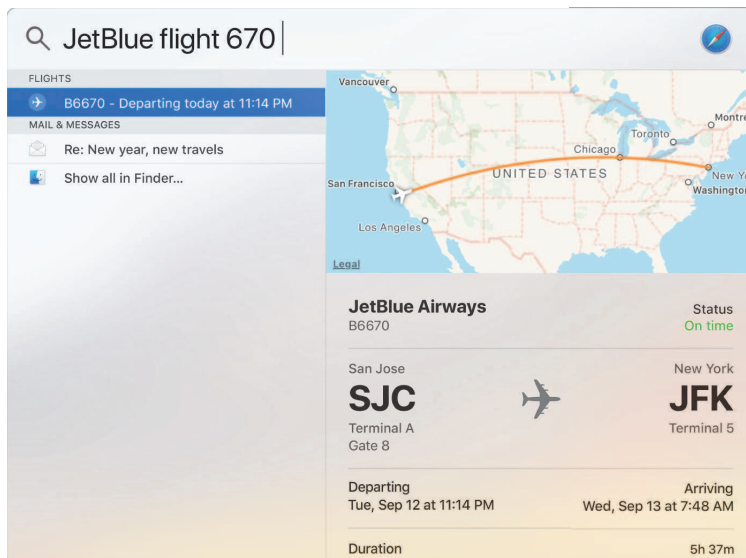 JetBlue flight 670
FLIGHTS
B6670 - Departing today at 11:14 PM
MAIL & MESSAGES
Re: New year, new travels
Show all in Finder...
Vancouver
Montre
Toronto
Chicago
UNITED STATES
New Yo
San Francisco
Washington
Los Angeles
Legal
JetBlue Airways
Status
B6670
On time
San Jose
New York
SJC
JFK
Terminal A
Terminal 5
Gate 8
Departing
Arriving
Tue, Sep 12 at 11:14 PM
Wed, Sep 13 at 7:48 AM
Duration
5h 37m